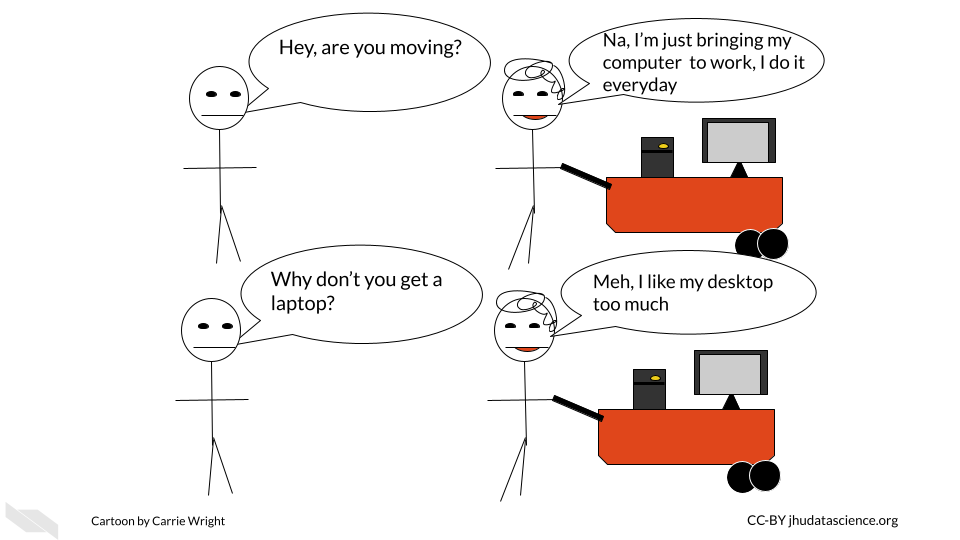 Hey, are you moving?
Na, I'm just bringing my
computer to work, I do it
everyday
Why don't you get a
laptop?
Meh, I like my desktop
too much
Cartoon by Carrie Wright
CC-BY jhudatascience.org